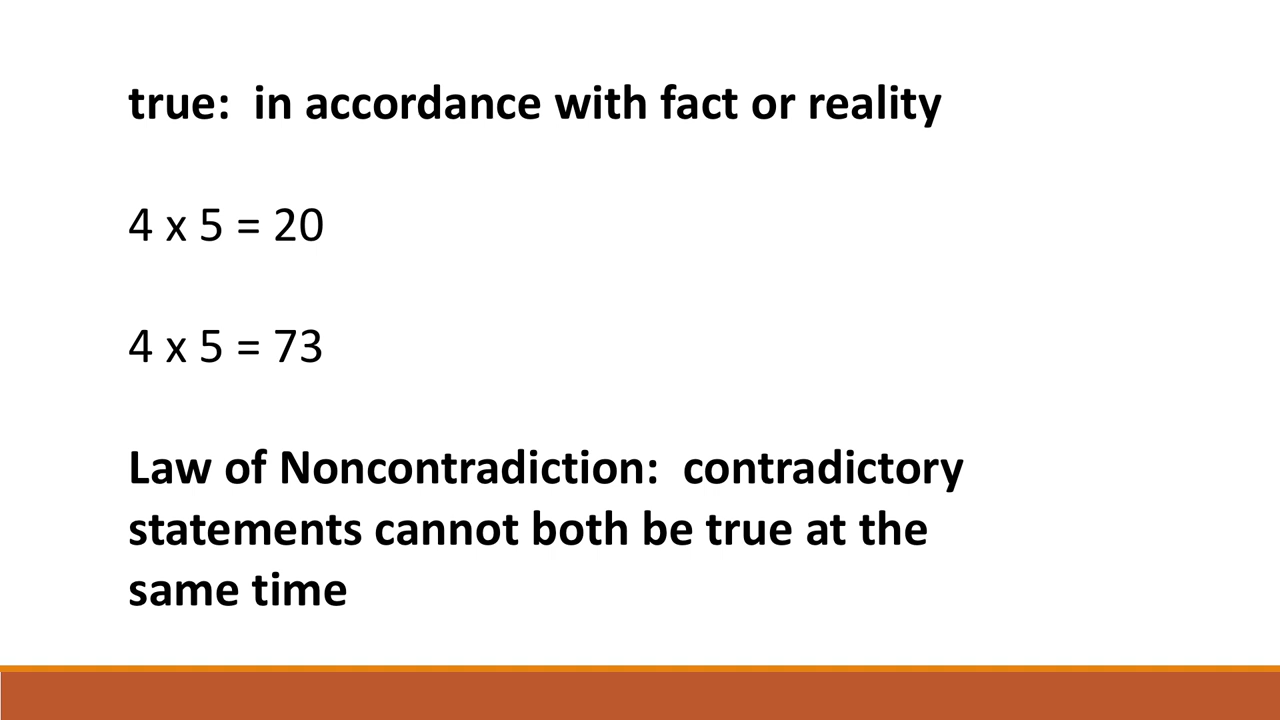 true:  in accordance with fact or reality
4 x 5 = 20
4 x 5 = 73
Law of Noncontradiction:  contradictory
statements cannot both be true at the
same time